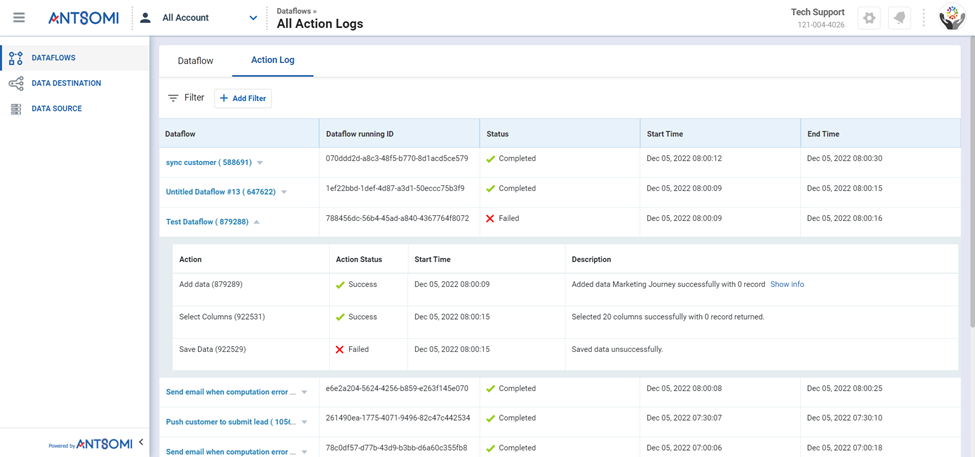 ANTSOMI
All Account
Dataflows »
All Action Logs
Tech Support
121-004-4026
DATAFLOWS
DATA DESTINATION
DATA SOURCE
Dataflow Action Log
Filter + Add Filter
Dataflow Dataflow running ID Status Start Time End Time
sync customer ( 588691) 070ddd2d-a8c3-48f5-b770-8d1acd5ce579 Completed Dec 05, 2022 08:00:12 Dec 05, 2022 08:00:30
Untitled Dataflow #13 ( 647622) 1ef22bbd-1def-4d87-a3d1-50eccc75b3f9 Completed Dec 05, 2022 08:00:09 Dec 05, 2022 08:00:15
Test Dataflow ( 879288) 788456dc-56b4-45ad-a840-4367764f8072 Failed Dec 05, 2022 08:00:09 Dec 05, 2022 08:00:16
Action Action Status Start Time Description
Add data (879289) Success Dec 05, 2022 08:00:09 Added data Marketing Journey successfully with 0 record Show info
Select Columns (922531) Success Dec 05, 2022 08:00:15 Selected 20 columns successfully with 0 record returned.
Save Data (922529) Failed Dec 05, 2022 08:00:15 Saved data unsuccessfully.
Send email when computation error ... e6e2a204-5624-4256-b859-e263f145e070 Completed Dec 05, 2022 08:00:08 Dec 05, 2022 08:00:25
Push customer to submit lead ( 105(... 261490ea-1775-4071-9496-82c47c442534 Completed Dec 05, 2022 07:30:07 Dec 05, 2022 07:30:10
Send email when computation error ... 78c0df57-d77b-43d9-b3bb-d6a60c355fb8 Completed Dec 05, 2022 07:00:06 Dec 05, 2022 07:00:18
Powered by ANTSOMI